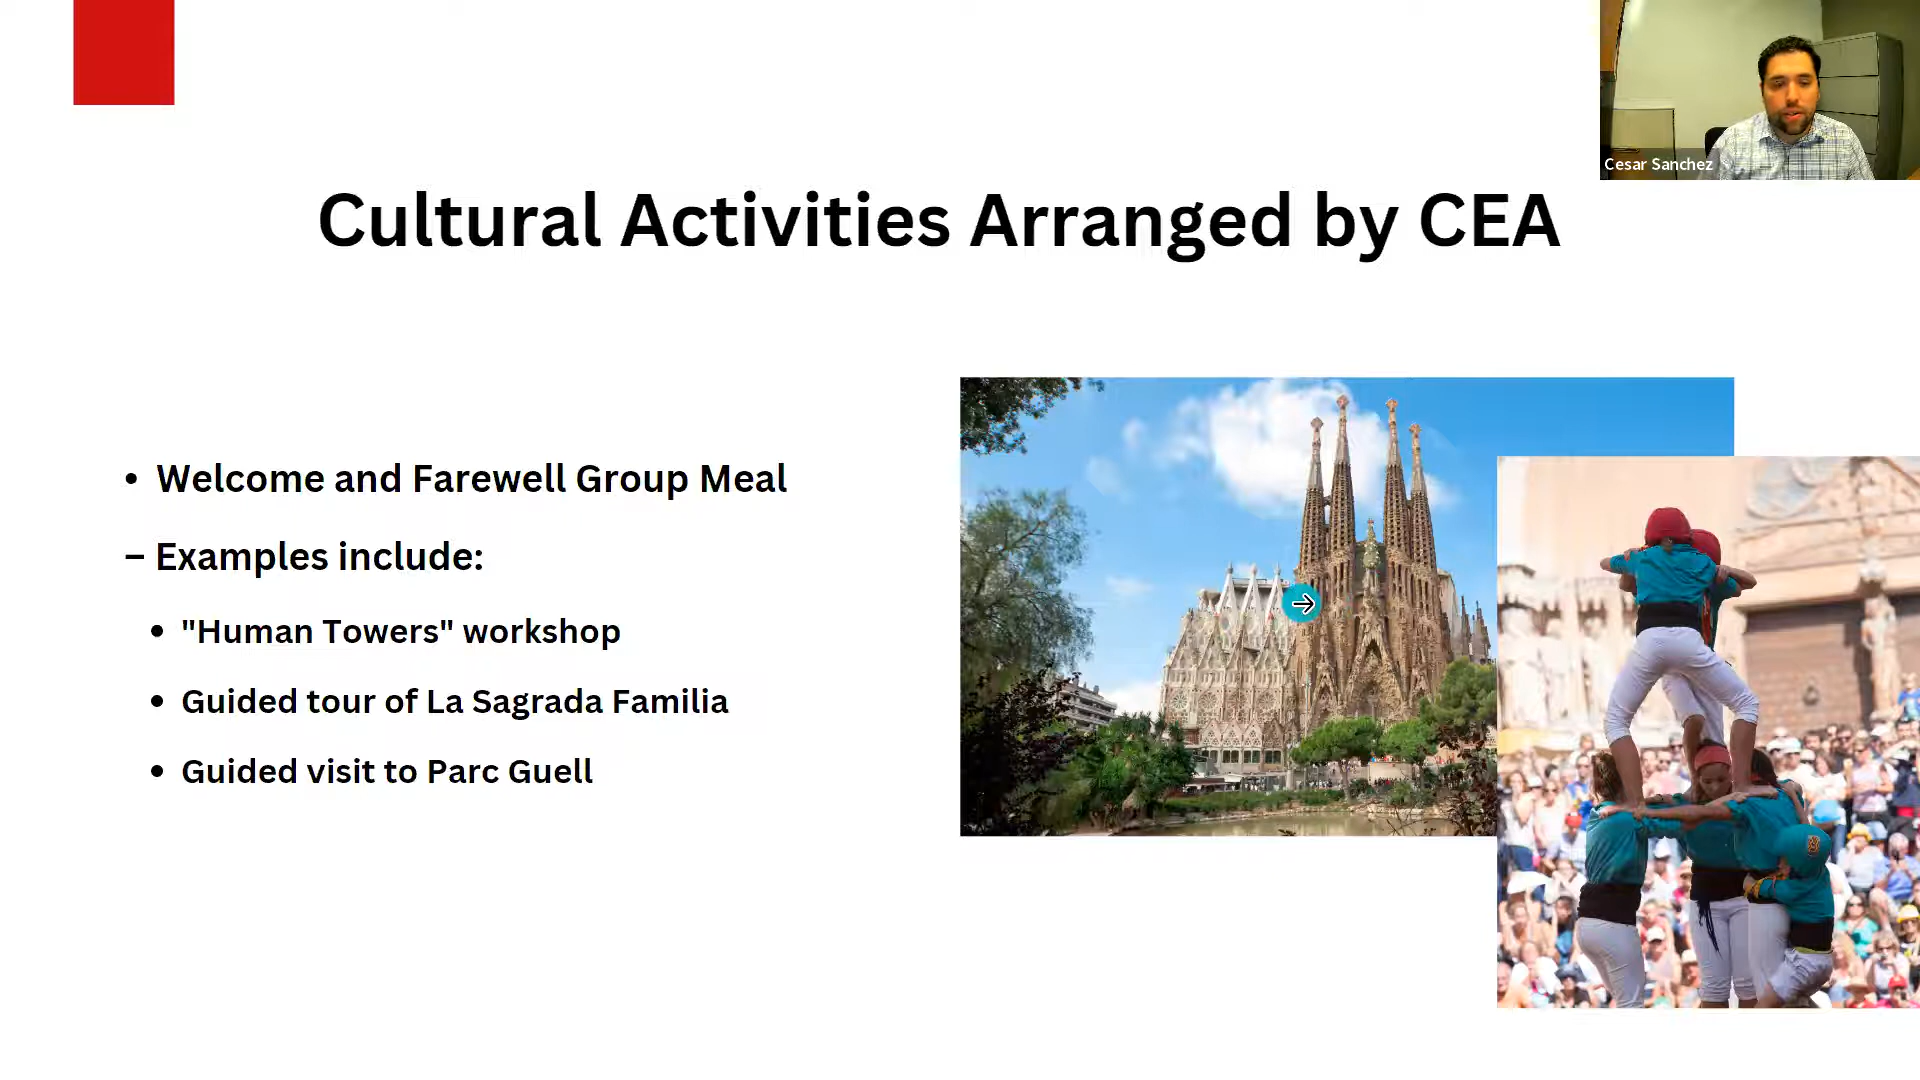 Cesar Sanchez
Cultural Activities Arranged by CEA
• Welcome and Farewell Group Meal
– Examples include:
• "Human Towers" workshop
• Guided tour of La Sagrada Familia
• Guided visit to Parc Guell